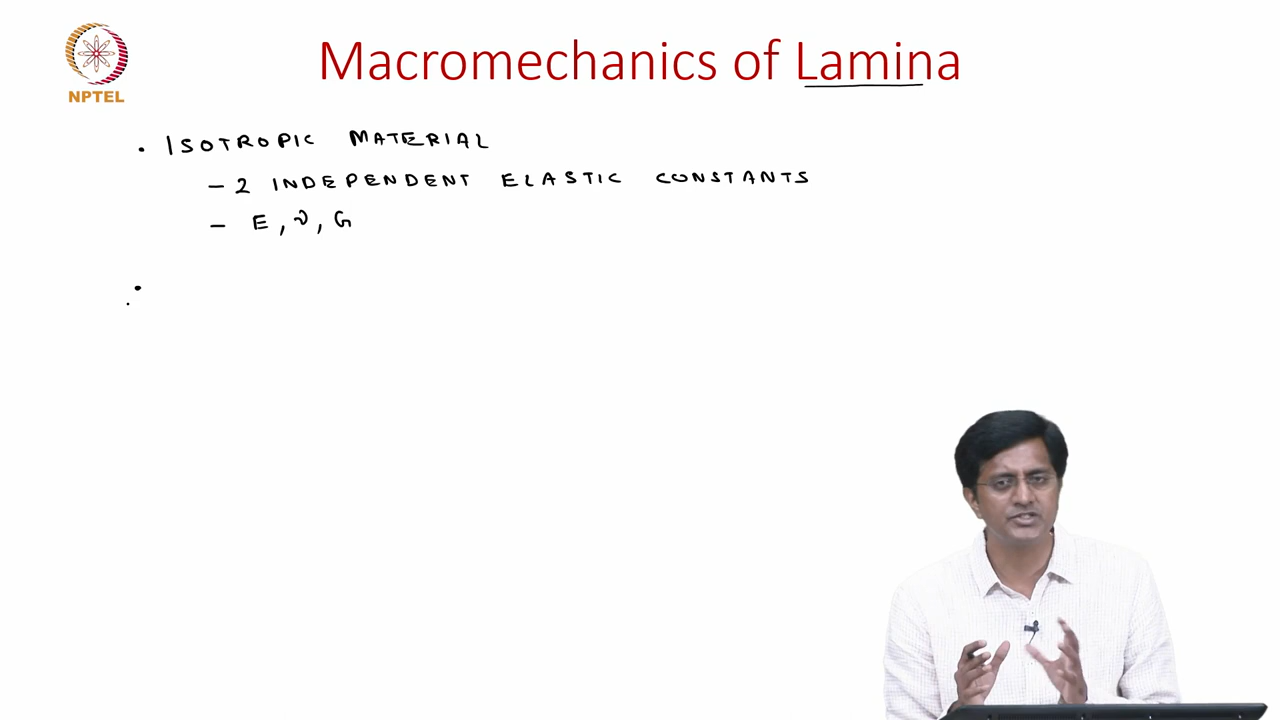 NPTEL
Macromechanics of Lamina
• ISOTROPIC MATERIAL
– 2 INDEPENDENT ELASTIC CONSTANTS
– E, ν, G
•